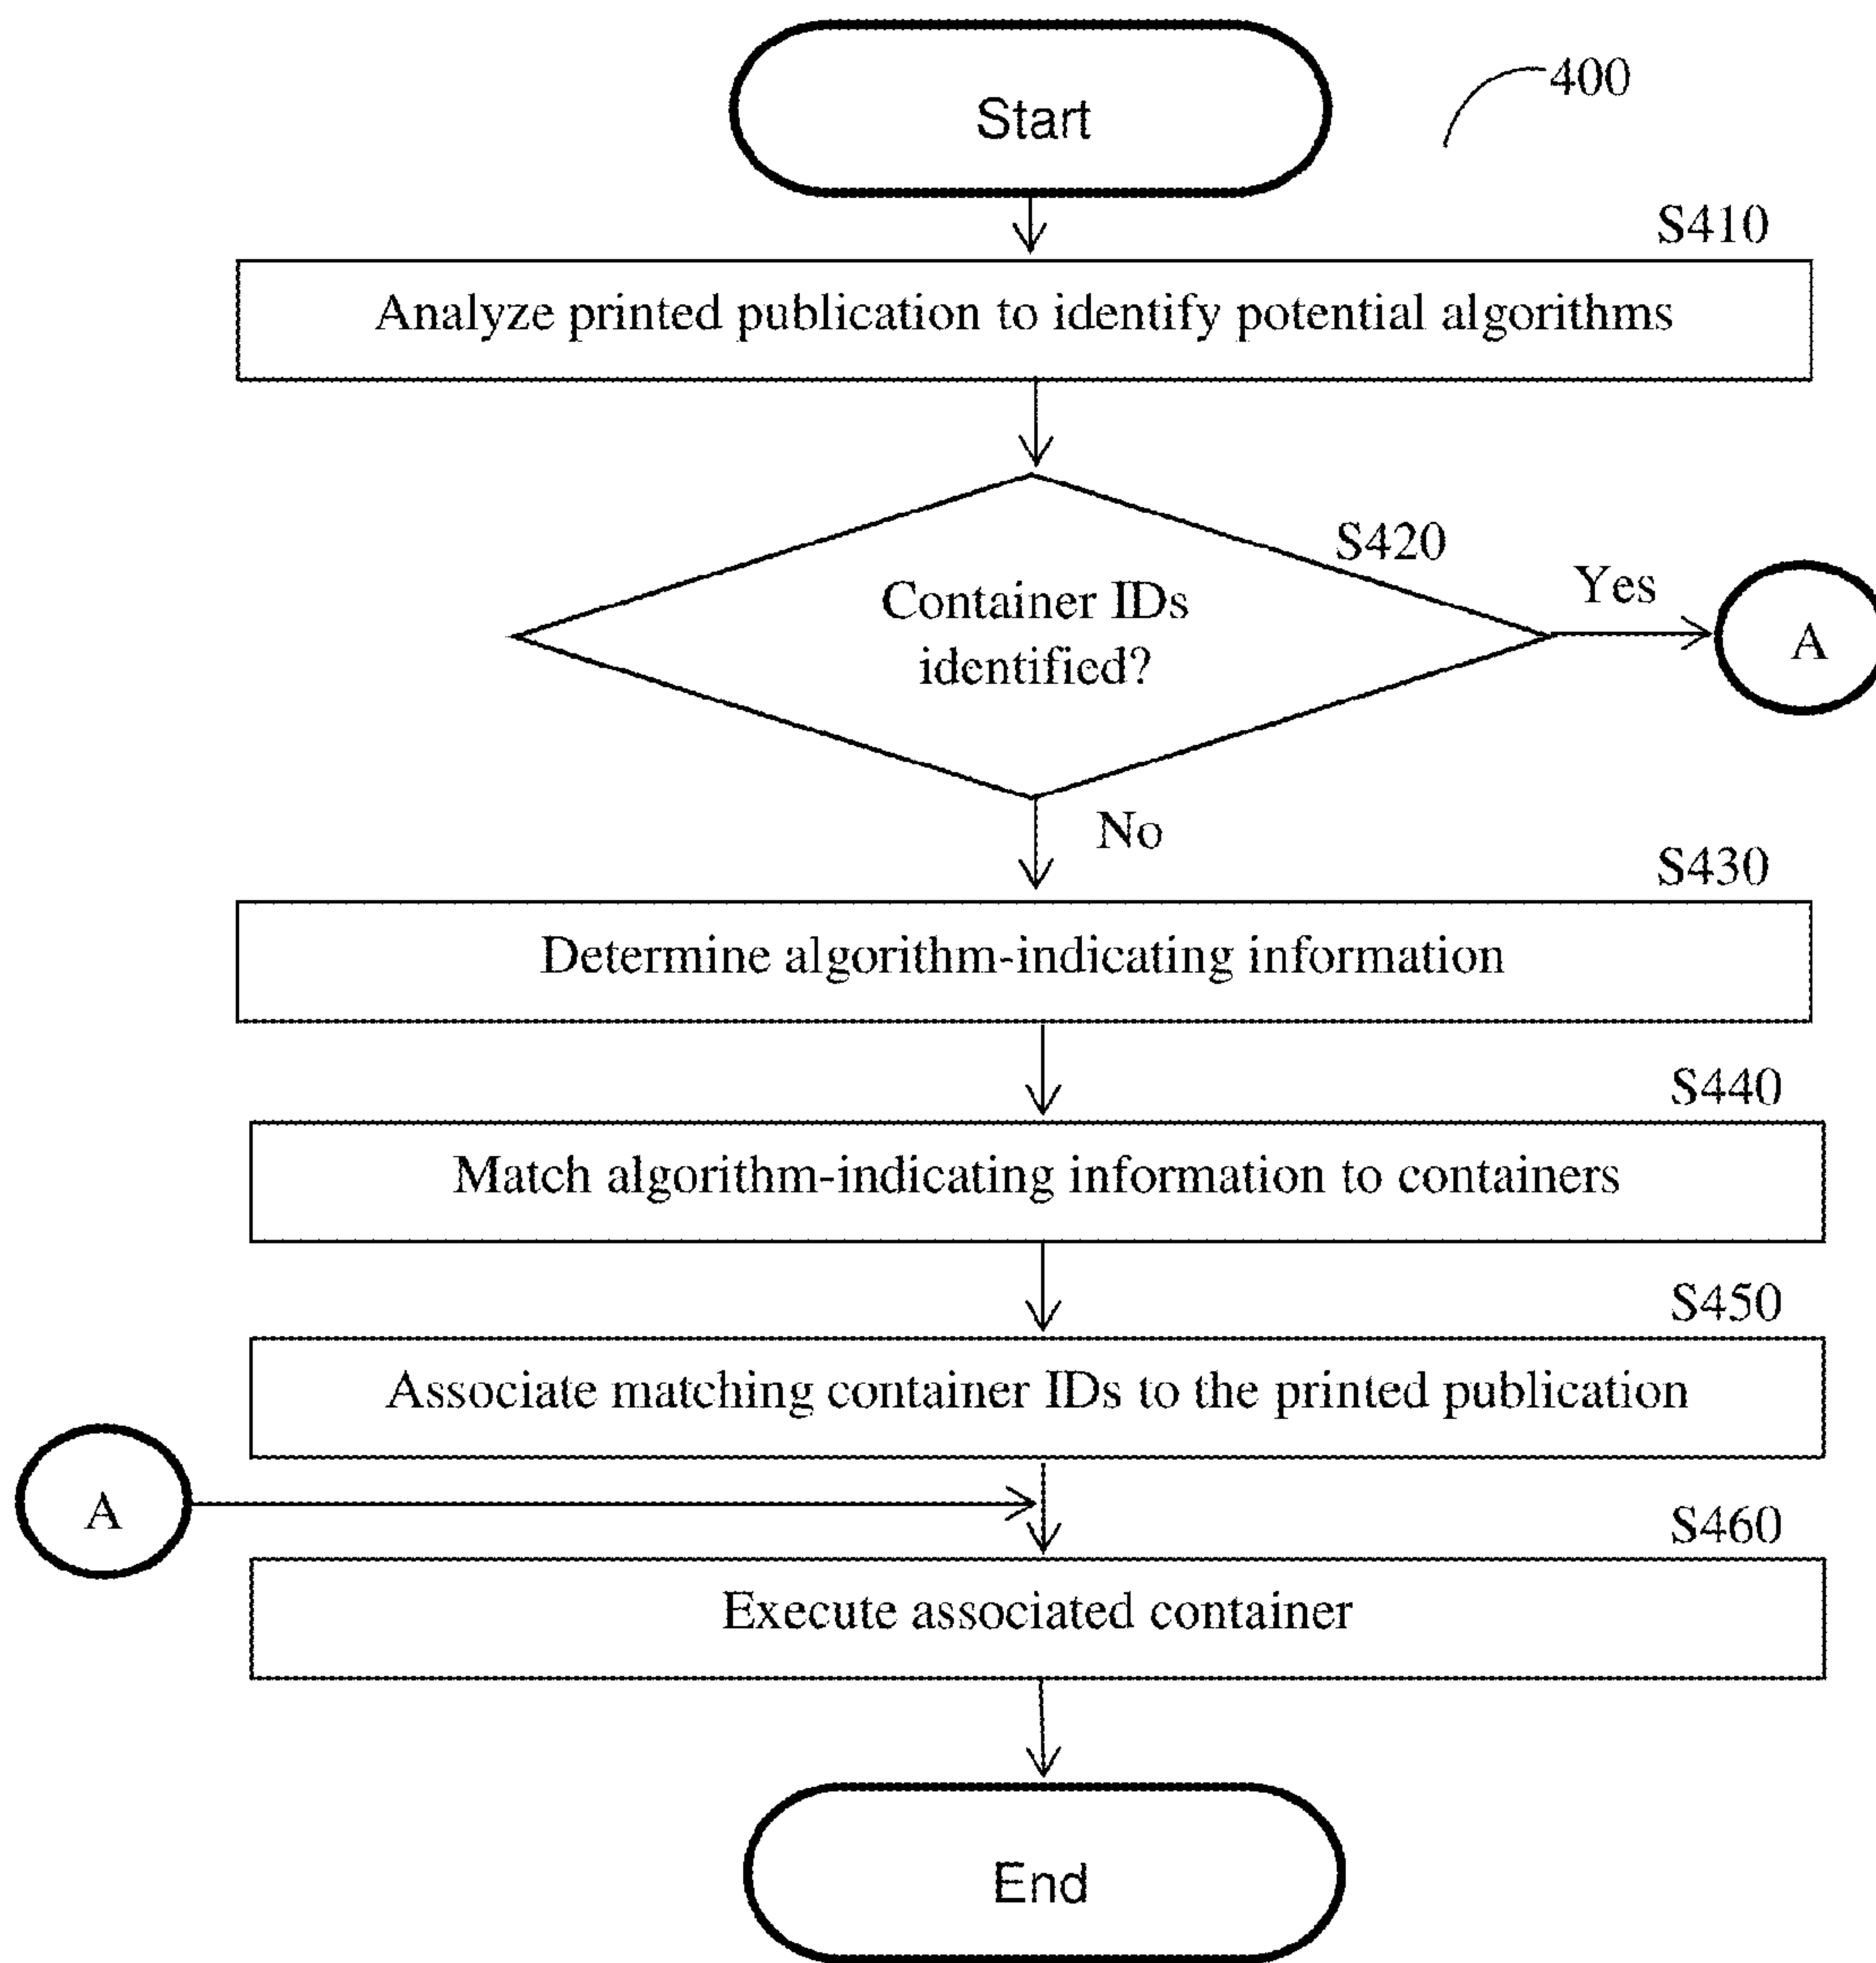 Start
400
S410
Analyze printed publication to identify potential algorithms
S420
Container IDs
identified?
Yes
A
No
S430
Determine algorithm-indicating information
S440
Match algorithm-indicating information to containers
S450
Associate matching container IDs to the printed publication
A
S460
Execute associated container
End